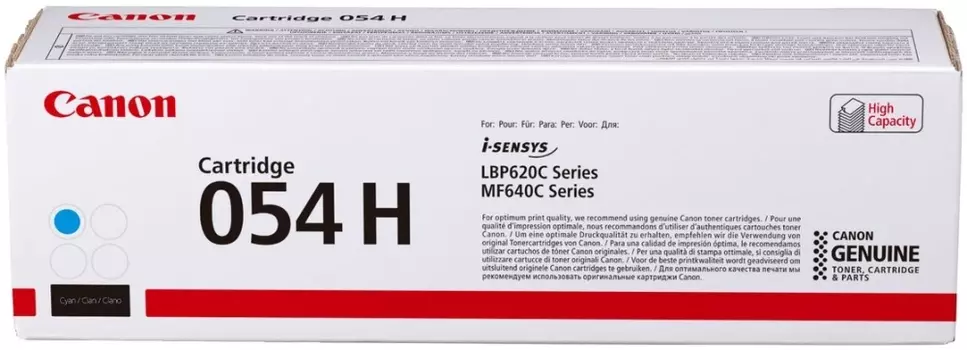 Canon Cartridge 054 H
Canon
High
Capacity
For: Pour: Für: Para: Per: Voor: Для:
i-SENSYS
LBP620C Series
MF640C Series
Cartridge
054 H
For optimum print quality, we recommend using genuine Canon toner cartridges. / Pour une
qualité d'impression optimale, nous recommandons d'utiliser d'authentiques cartouches toner
Canon. / Um eine optimale Druckqualität zu erhalten, empfehlen wir die Verwendung von
original Tonercartridges von Canon. / Para una calidad de impresión óptima, le recomendamos
utilizar cartuchos de tóner Canon originales. / Per una qualità di stampa ottimale, si consiglia di
utilizzare cartucce di toner originali Canon. / Voor de beste printkwaliteit wordt geadviseerd om
uitsluitend originele Canon cartridges te gebruiken. / Для оптимального качества печати мы
рекомендуем использовать оригинальные картриджи Canon.
CANON
GENUINE
TONER, CARTRIDGE
& PARTS
Cyan / Cian / Ciano